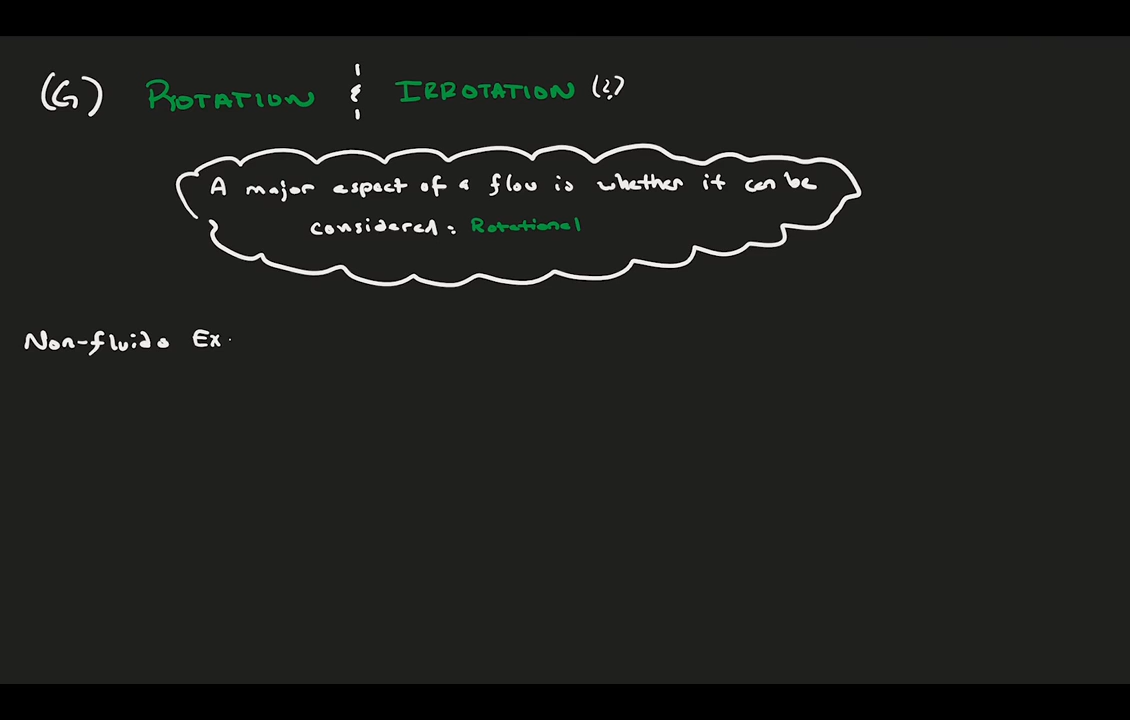 (G) ROTATION & IRROTATION (?)
A major aspect of a flow is whether it can be
considered: Rotational
Non-fluids Ex.